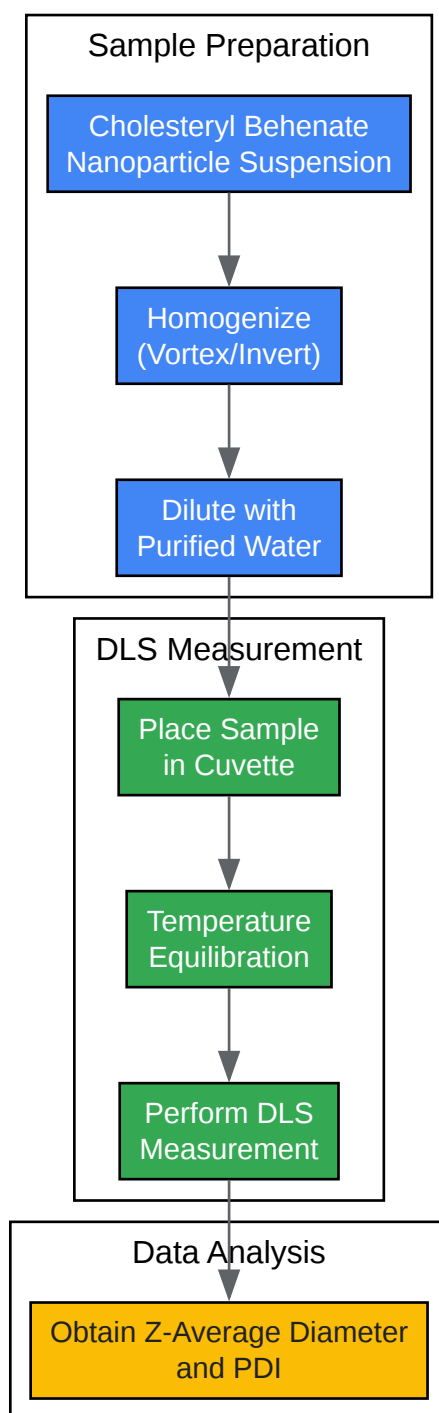 Sample Preparation
Cholesteryl Behenate
Nanoparticle Suspension
Homogenize
(Vortex/Invert)
Dilute with
Purified Water
DLS Measurement
Place Sample
in Cuvette
Temperature
Equilibration
Perform DLS
Measurement
Data Analysis
Obtain Z-Average Diameter
and PDI